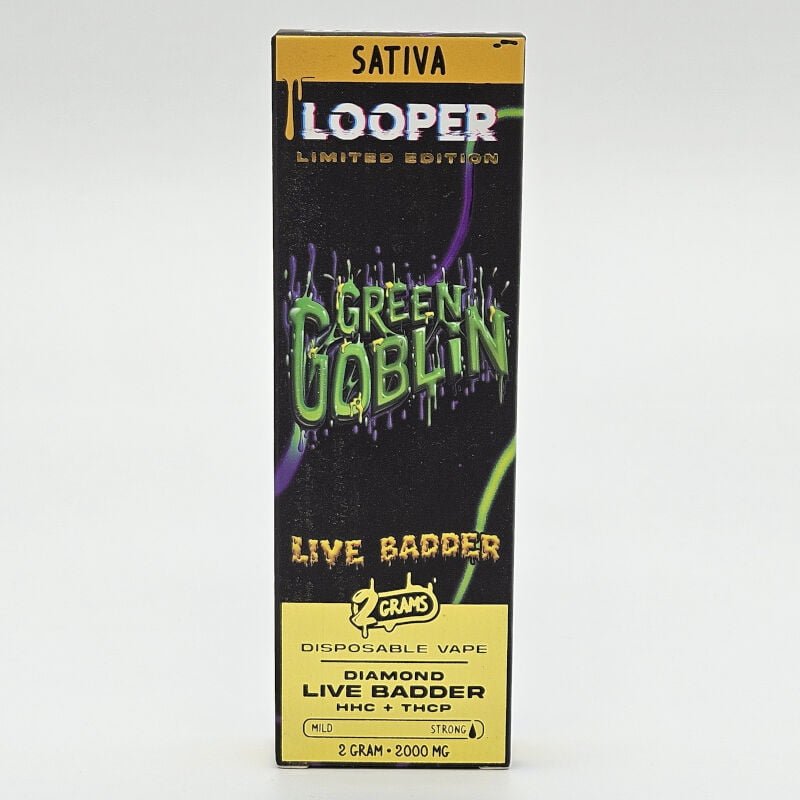 SATIVA
LOOPER
LIMITED EDITION
GREEN
GOBLiN
LIVE BADDER
2 GRAMS
DISPOSABLE VAPE
DIAMOND
LIVE BADDER
HHC + THCP
MILD STRONG
2 GRAM • 2000 MG